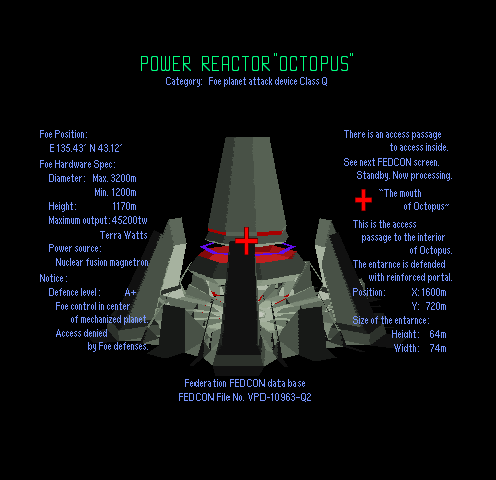 POWER REACTOR "OCTOPUS"
Category: Foe planet attack device Class Q
Foe Position:
E 135.43' N 43.12'
Foe Hardware Spec:
Diameter: Max. 3200m
Min. 1200m
Height: 1170m
Maximum output: 45200tw
Terra Watts
Power source:
Nuclear fusion magnetron
Notice:
Defence level: A+
Foe control in center
of mechanized planet.
Access denied
by Foe defenses.
There is an access passage
to access inside.
See next FEDCON screen.
Standby. Now processing.
"The mouth
of Octopus~
This is the access
passage to the interior
of Octopus.
The entarnce is defended
with reinforced portal.
Position: X: 1600m
Y: 720m
Size of the entarnce:
Height: 64m
Width: 74m
Federation FEDCON data base
FEDCON File No. VPD-10963-Q2